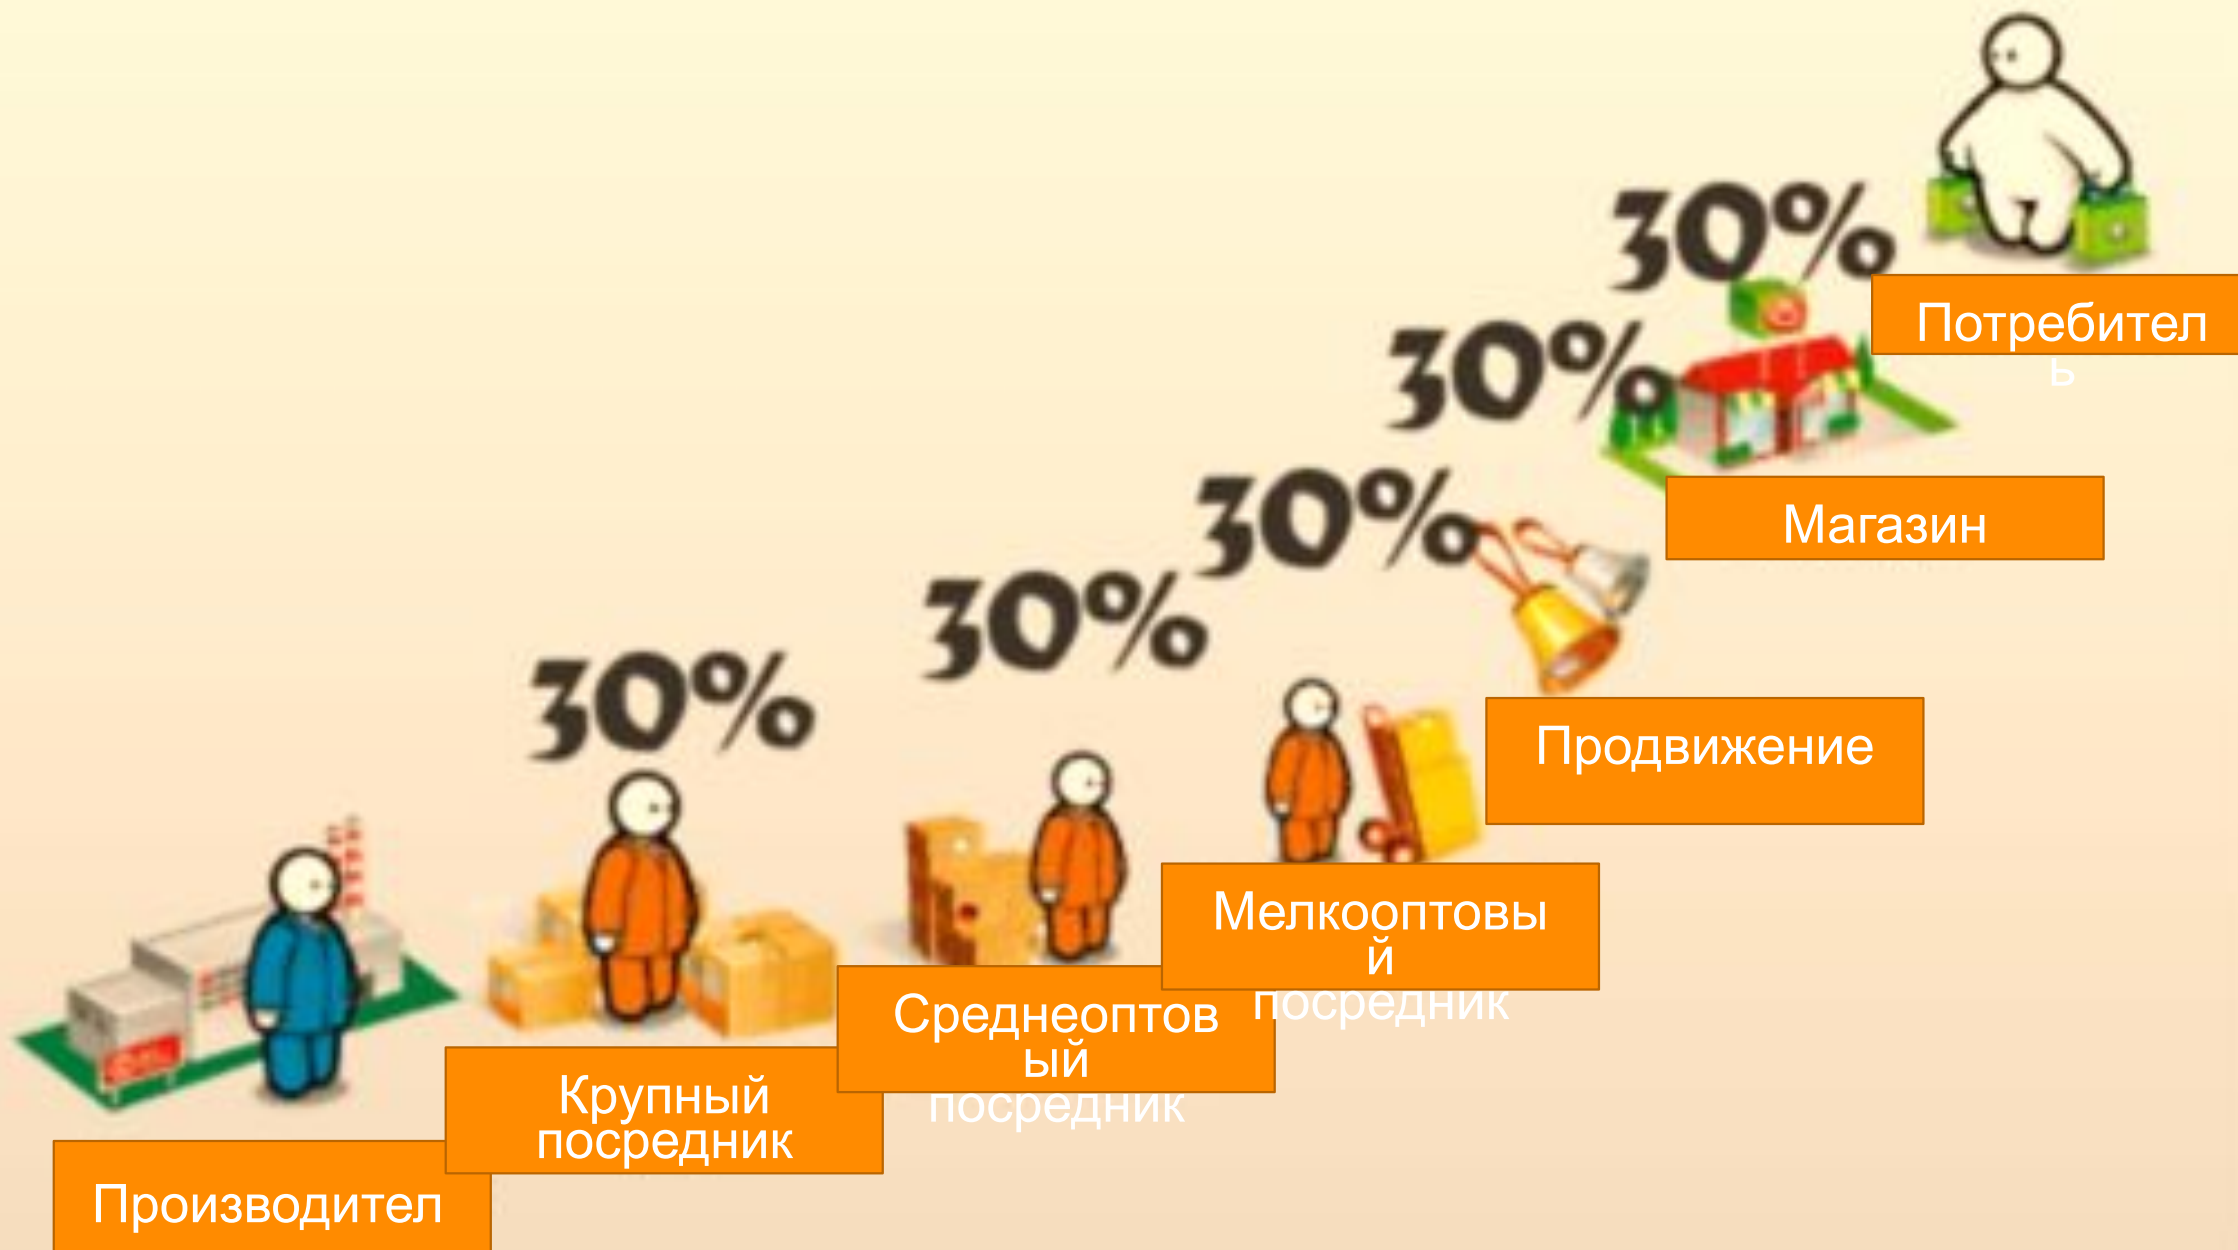 30%
Потребител
ь
30%
Магазин
30%
Продвижение
30%
Мелкооптовы
й
посредник
30%
Среднеоптов
ый
посредник
Крупный
посредник
Производител